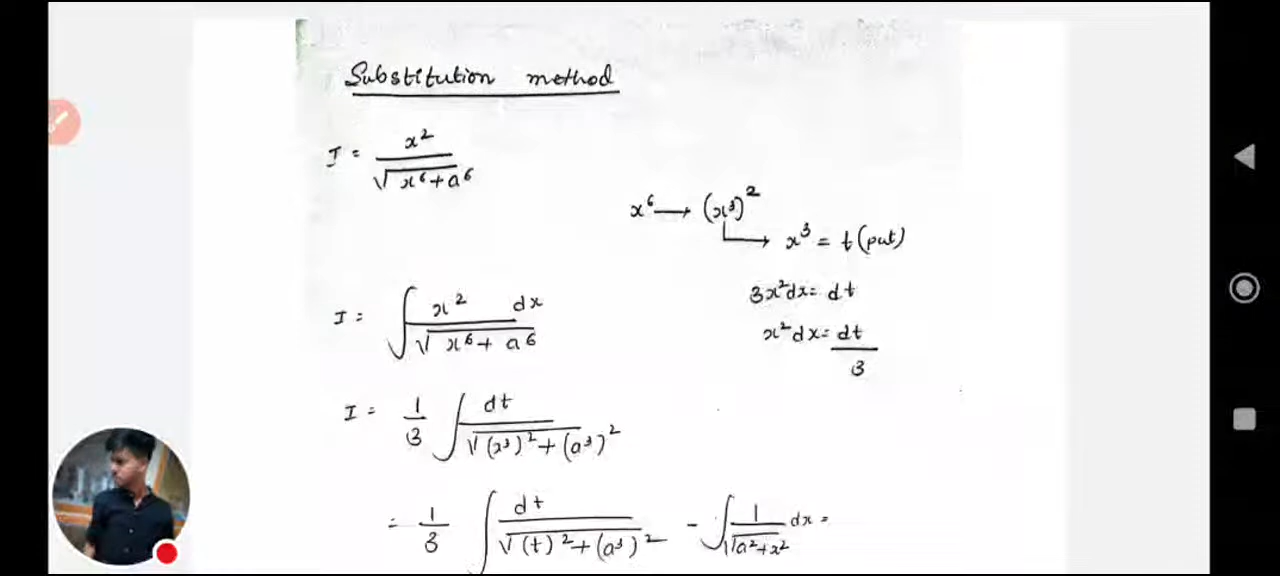 Substitution method
I = x² / √(x⁶ + a⁶)
x⁶ → (x³)²
→ x³ = t (put)
3x²dx = dt
I = ∫ x² dx / √(x⁶ + a⁶)
x²dx = dt / 3
I = 1/3 ∫ dt / √((x³)² + (a³)²)
= 1/3 ∫ dt / √((t)² + (a³)²) - ∫ 1 / √(a² + x²) dx =